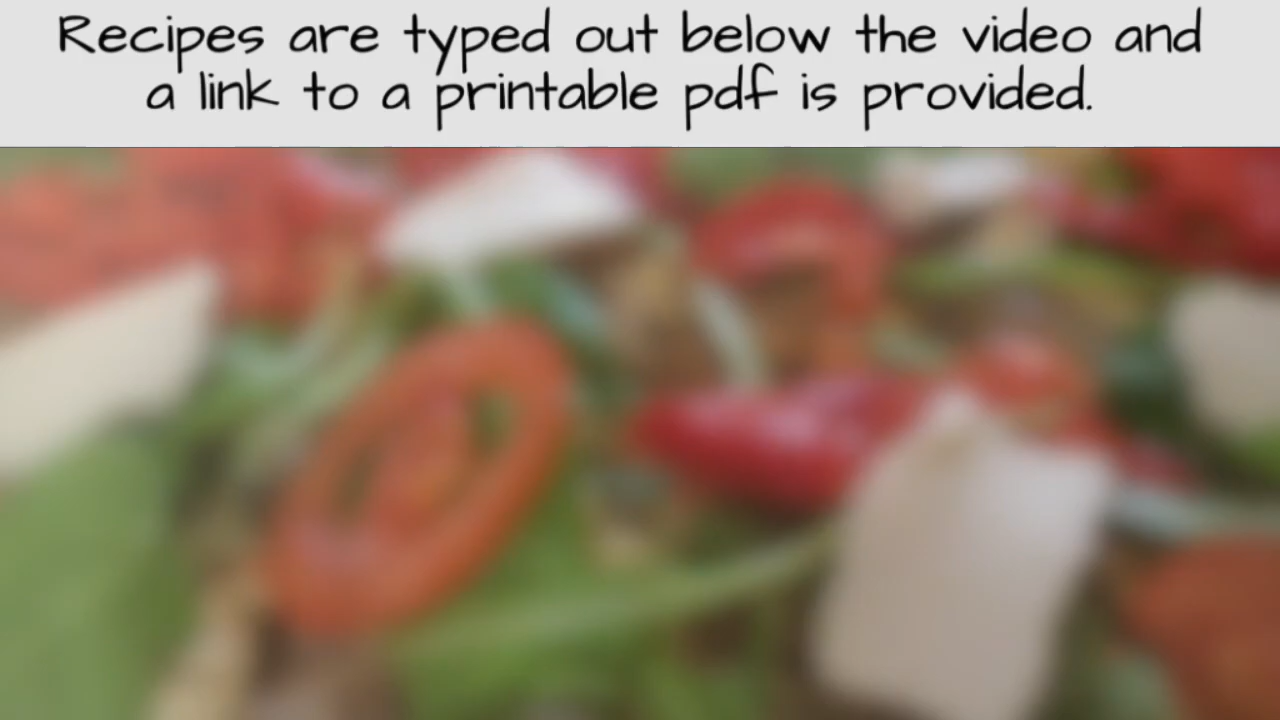 Recipes are typed out below the video and
a link to a printable pdf is provided.